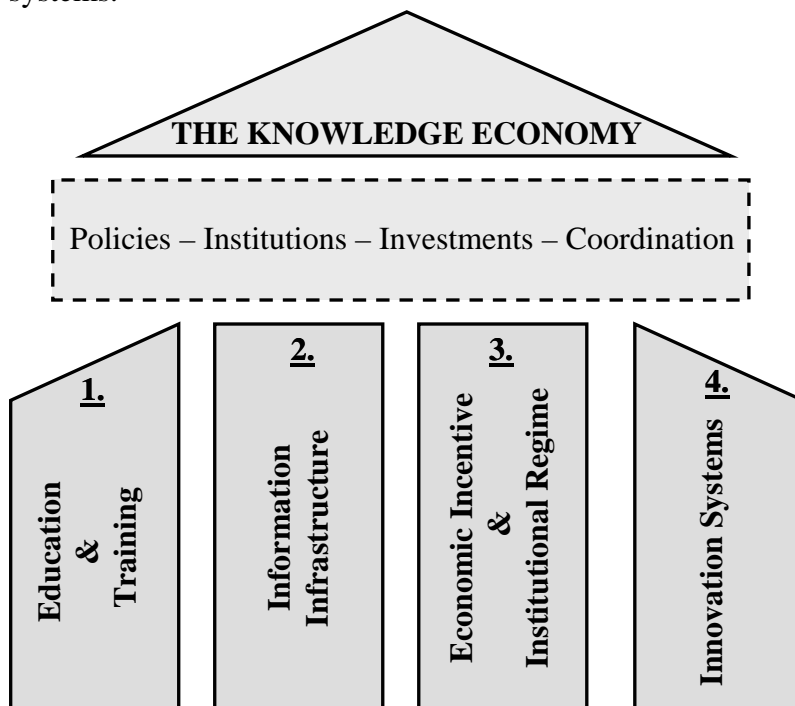 systems.
THE KNOWLEDGE ECONOMY
Policies – Institutions – Investments – Coordination
1.
Education
&
Training
2.
Information
Infrastructure
3.
Economic Incentive
&
Institutional Regime
4.
Innovation Systems